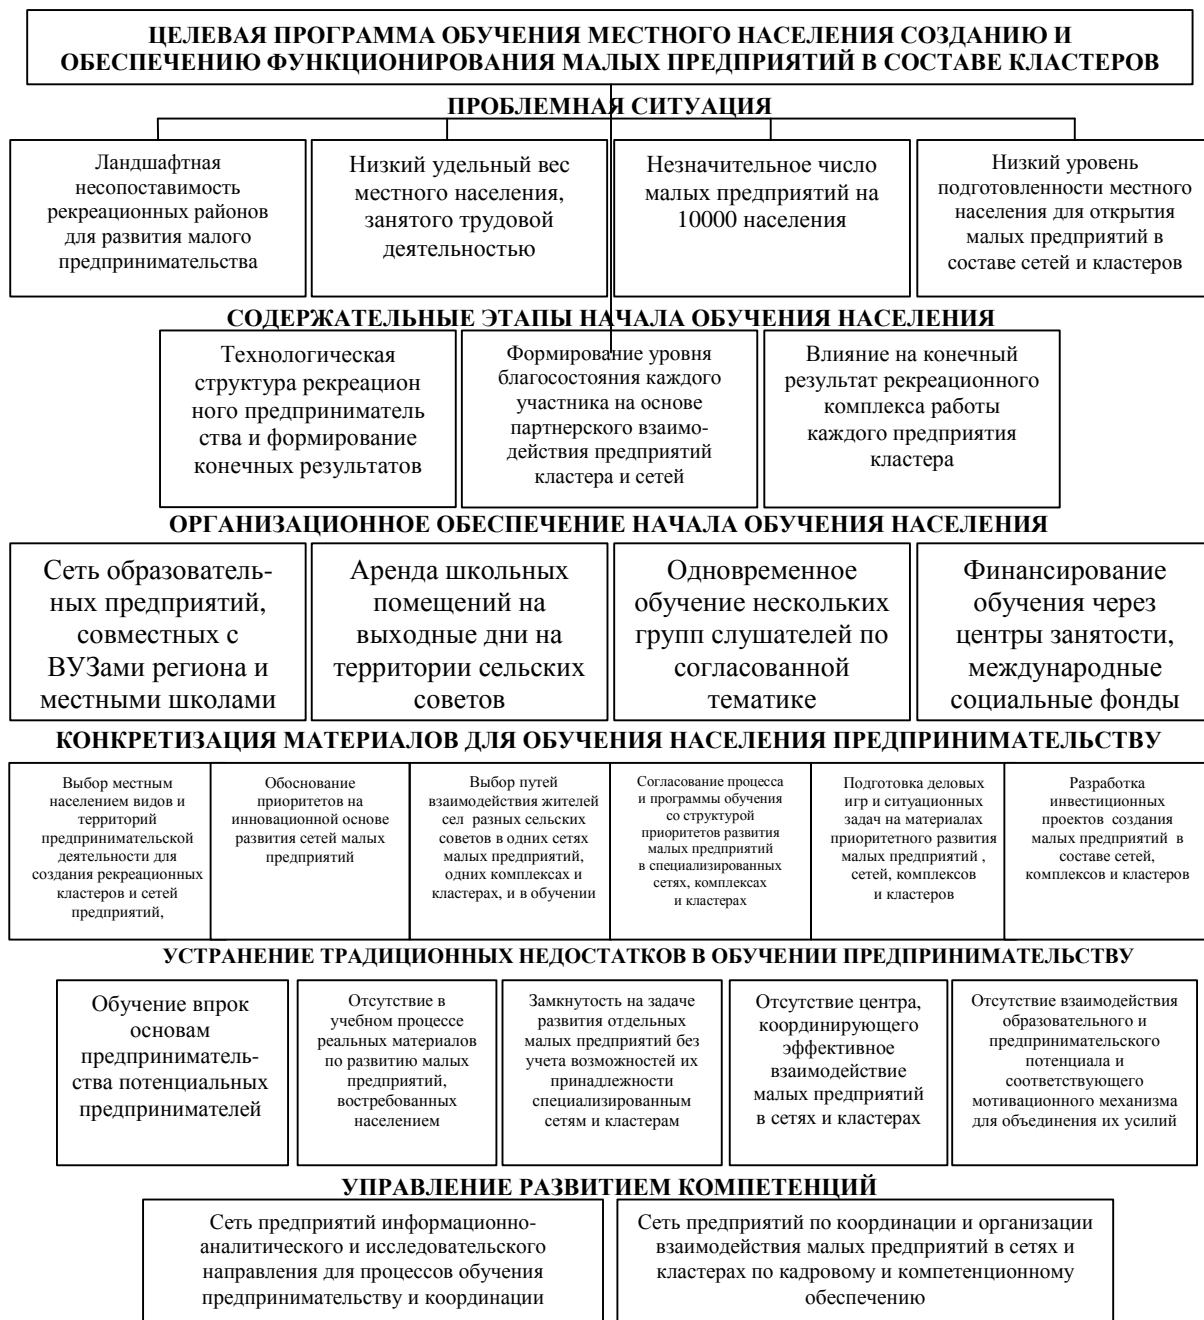 ЦЕЛЕВАЯ ПРОГРАММА ОБУЧЕНИЯ МЕСТНОГО НАСЕЛЕНИЯ СОЗДАНИЮ И
ОБЕСПЕЧЕНИЮ ФУНКЦИОНИРОВАНИЯ МАЛЫХ ПРЕДПРИЯТИЙ В СОСТАВЕ КЛАСТЕРОВ
ПРОБЛЕМНАЯ СИТУАЦИЯ
Ландшафтная
несопоставимость
рекреационных районов
для развития малого
предпринимательства
Низкий удельный вес
местного населения,
занятого трудовой
деятельностью
Незначительное число
малых предприятий на
10000 населения
Низкий уровень
подготовленности местного
населения для открытия
малых предприятий в
составе сетей и кластеров
СОДЕРЖАТЕЛЬНЫЕ ЭТАПЫ НАЧАЛА ОБУЧЕНИЯ НАСЕЛЕНИЯ
Технологическая
структура рекреацион
ного предприниматель
ства и формирование
конечных результатов
Формирование уровня
благосостояния каждого
участника на основе
партнерского взаимо-
действия предприятий
кластера и сетей
Влияние на конечный
результат рекреационного
комплекса работы
каждого предприятия
кластера
ОРГАНИЗАЦИОННОЕ ОБЕСПЕЧЕНИЕ НАЧАЛА ОБУЧЕНИЯ НАСЕЛЕНИЯ
Сеть образователь-
ных предприятий,
совместных с
ВУЗами региона и
местными школами
Аренда школьных
помещений на
выходные дни на
территории сельских
советов
Одновременное
обучение нескольких
групп слушателей по
согласованной
тематике
Финансирование
обучения через
центры занятости,
международные
социальные фонды
КОНКРЕТИЗАЦИЯ МАТЕРИАЛОВ ДЛЯ ОБУЧЕНИЯ НАСЕЛЕНИЯ ПРЕДПРИНИМАТЕЛЬСТВУ
Выбор местным
населением видов и
территорий
предпринимательской
деятельности для
создания рекреационных
кластеров и сетей
предприятий,
Обоснование
приоритетов на
инновационной основе
развития сетей малых
предприятий
Выбор путей
взаимодействия жителей
сел разных сельских
советов в одних сетях
малых предприятий,
одних комплексах и
кластерах, и в обучении
Согласование процесса
и программы обучения
со структурой
приоритетов развития
малых предприятий
в специализированных
сетях, комплексах
и кластерах
Подготовка деловых
игр и ситуационных
задач на материалах
приоритетного развития
малых предприятий ,
сетей, комплексов
и кластеров
Разработка
инвестиционных
проектов создания
малых предприятий в
составе сетей,
комплексов и кластеров
УСТРАНЕНИЕ ТРАДИЦИОННЫХ НЕДОСТАТКОВ В ОБУЧЕНИИ ПРЕДПРИНИМАТЕЛЬСТВУ
Обучение впрок
основам
предприниматель-
ства потенциальных
предпринимателей
Отсутствие в
учебном процессе
реальных материалов
по развитию малых
предприятий,
востребованных
населением
Замкнутость на задаче
развития отдельных
малых предприятий без
учета возможностей их
принадлежности
специализированным
сетям и кластерам
Отсутствие центра,
координирующего
эффективное
взаимодействие
малых предприятий
в сетях и кластерах
Отсутствие взаимодействия
образовательного и
предпринимательского
потенциала и
соответствующего
мотивационного механизма
для объединения их усилий
УПРАВЛЕНИЕ РАЗВИТИЕМ КОМПЕТЕНЦИЙ
Сеть предприятий информационно-
аналитического и исследовательского
направления для процессов обучения
предпринимательству и координации
Сеть предприятий по координации и организации
взаимодействия малых предприятий в сетях и
кластерах по кадровому и компетенционному
обеспечению